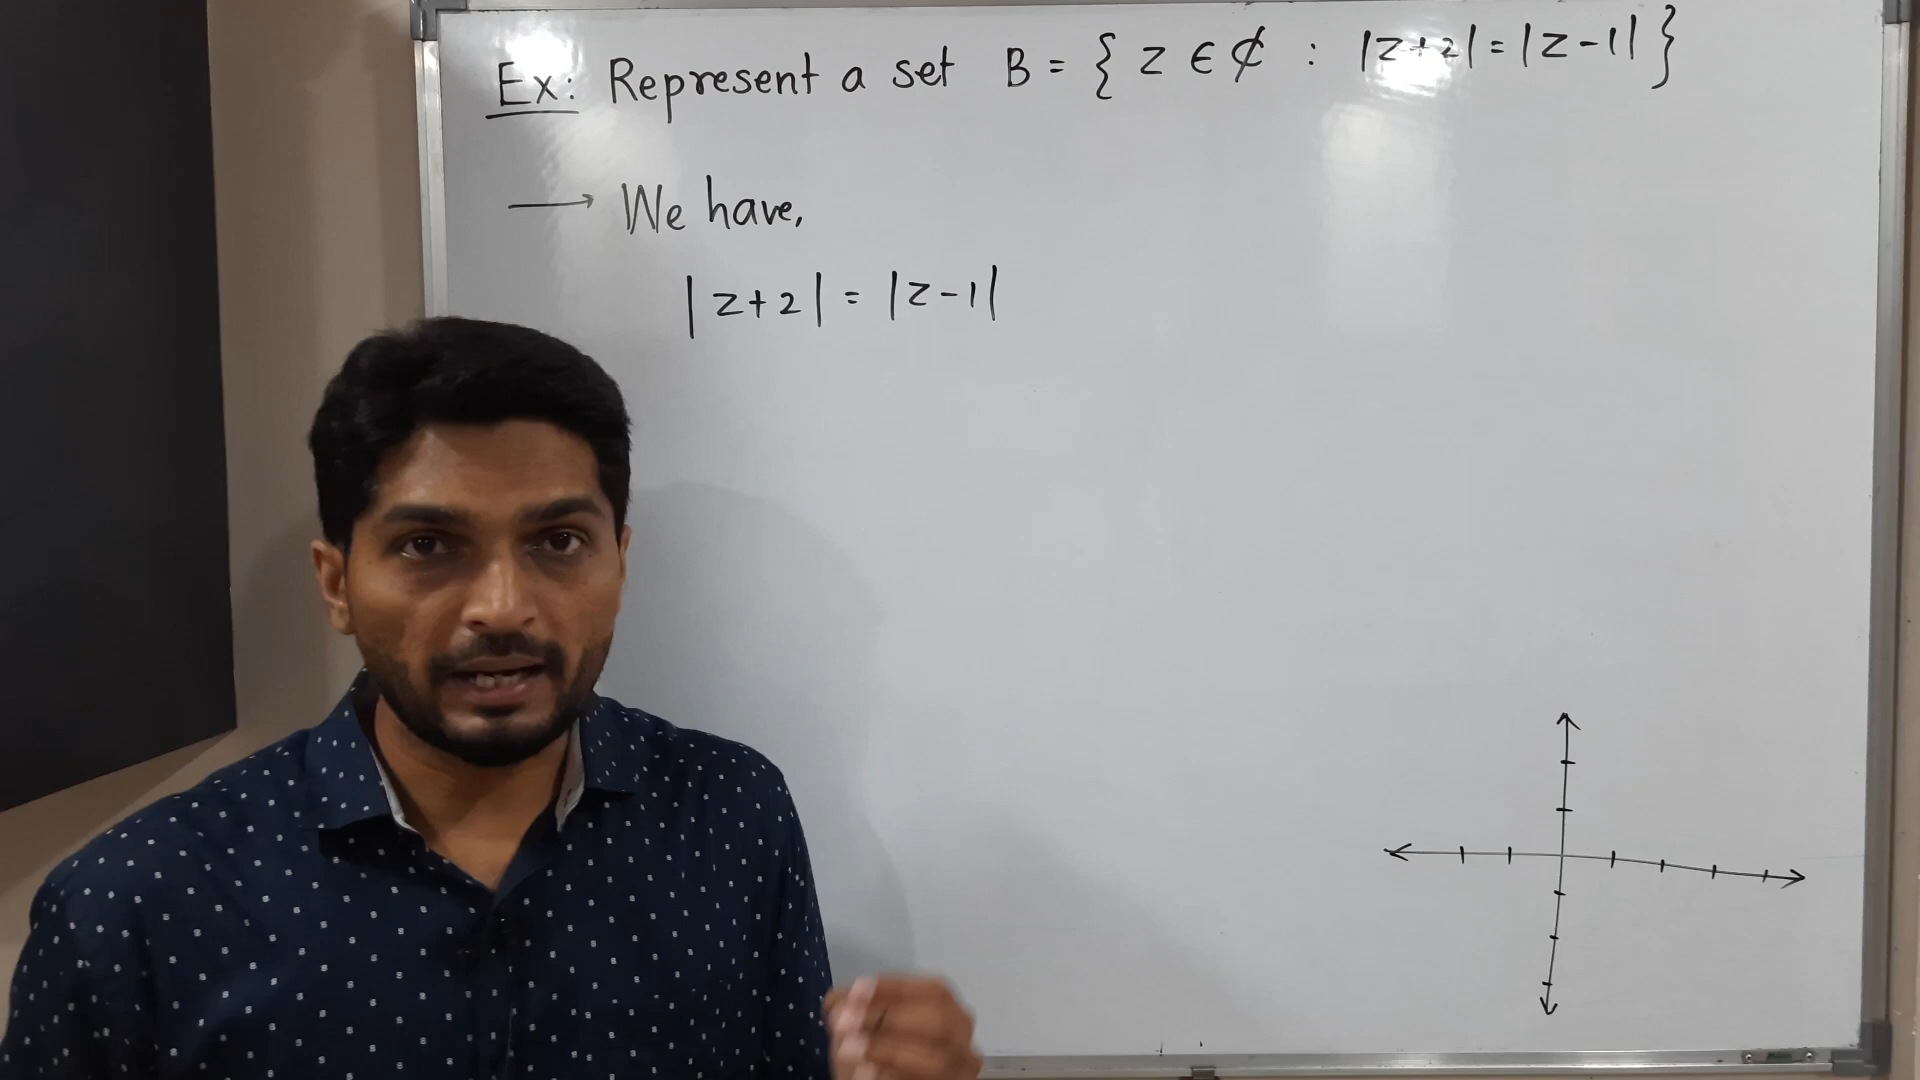 Ex: Represent a set B = { z ∈ ₵ : |z+2| = |z-1| }
→ We have,
|z+2| = |z-1|